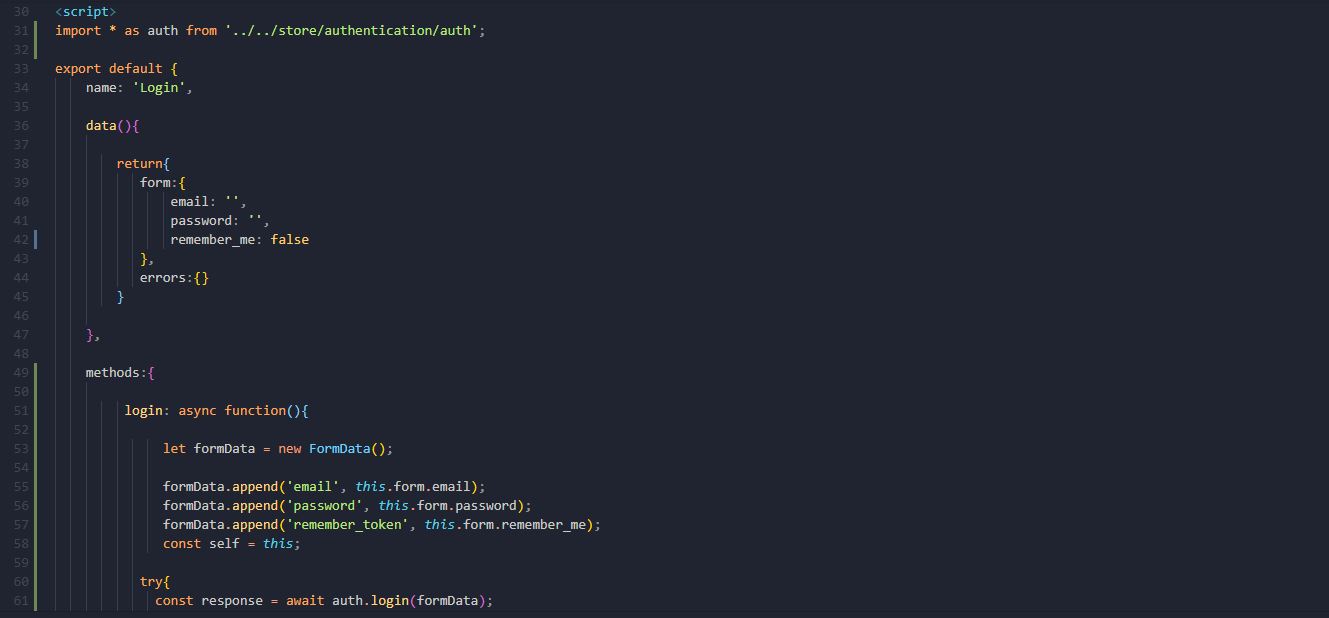 30 <script>
31 import * as auth from '../../store/authentication/auth';
32
33 export default {
34 name: 'Login',
35
36 data(){
37
38 return{
39 form:{
40 email: '',
41 password: '',
42 remember_me: false
43 },
44 errors:{}
45 }
46
47 },
48
49 methods:{
50
51 login: async function(){
52
53 let formData = new FormData();
54
55 formData.append('email', this.form.email);
56 formData.append('password', this.form.password);
57 formData.append('remember_token', this.form.remember_me);
58 const self = this;
59
60 try{
61 const response = await auth.login(formData);